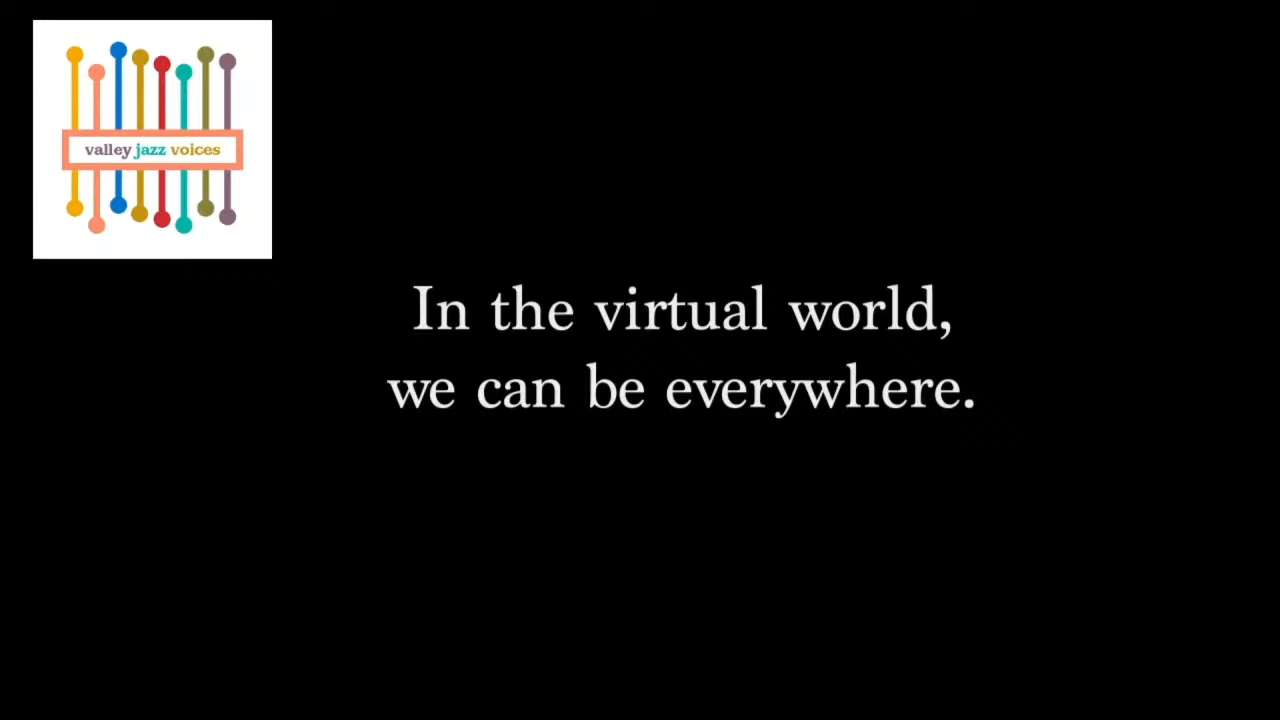 valley jazz voices
In the virtual world,
we can be everywhere.